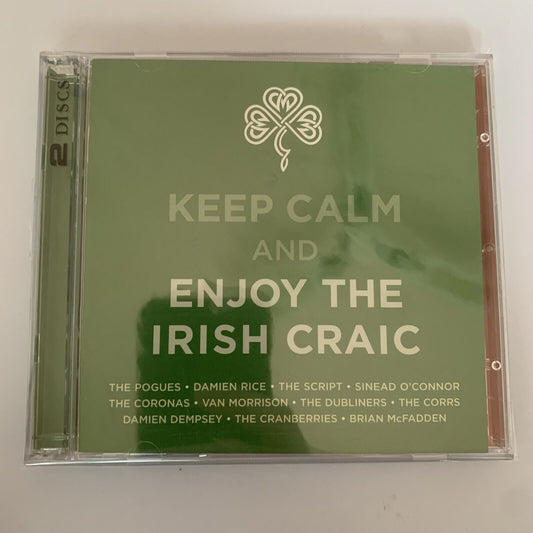 2 DISCS
KEEP CALM
AND
ENJOY THE
IRISH CRAIC
THE POGUES • DAMIEN RICE • THE SCRIPT • SINEAD O'CONNOR
THE CORONAS • VAN MORRISON • THE DUBLINERS • THE CORRS
DAMIEN DEMPSEY • THE CRANBERRIES • BRIAN McFADDEN